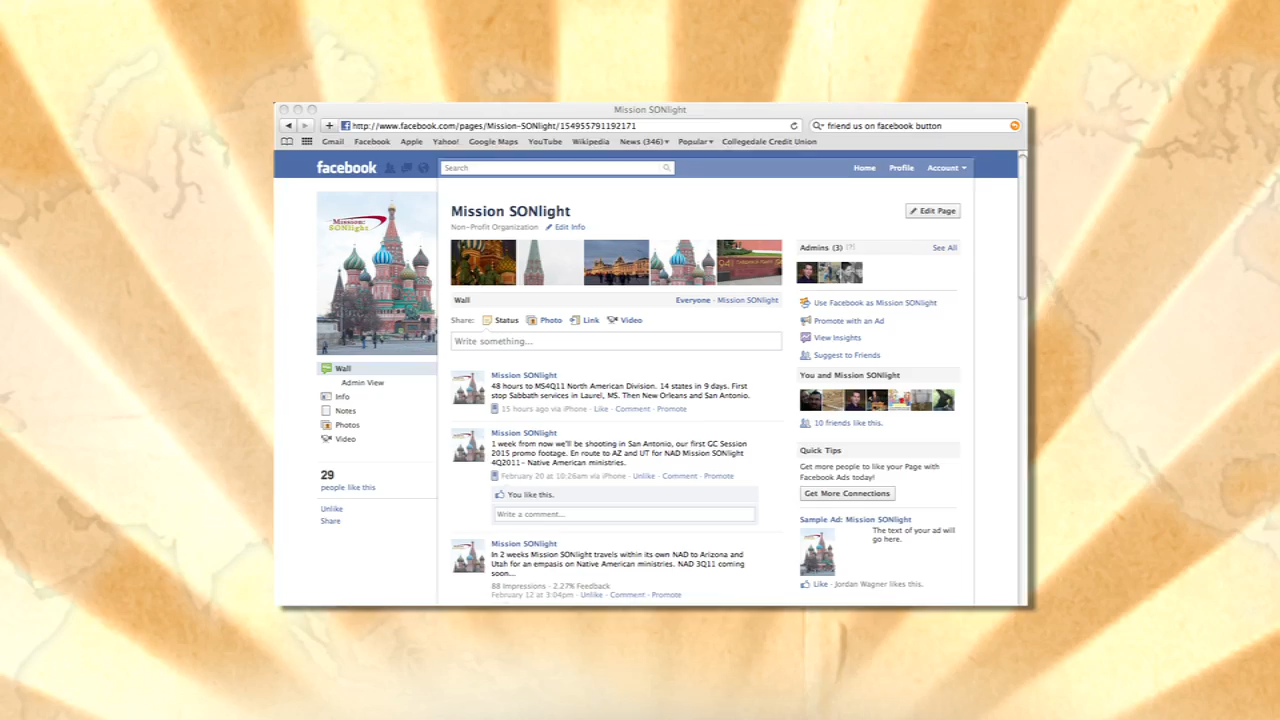 Mission SONlight
http://www.facebook.com/pages/Mission-SONlight/154955791192171
friend us on facebook button
Gmail Facebook Apple Yahoo! Google Maps YouTube Wikipedia News (346) Popular Collegedale Credit Union
facebook
Search
Home Profile Account
Mission:
SONlight
Mission SONlight
Edit Page
Non-Profit Organization Edit Info
Wall
Everyone · Mission SONlight
Share: Status Photo Link Video
Write something...
Wall
Admin View
Info
Notes
Photos
Video
29
people like this
Unlike
Share
Mission SONlight
48 hours to MS4Q11 North American Division. 14 states in 9 days. First
stop Sabbath services in Laurel, MS. Then New Orleans and San Antonio.
15 hours ago via iPhone · Like · Comment · Promote
Mission SONlight
1 week from now we'll be shooting in San Antonio, our first GC Session
2015 promo footage. En route to AZ and UT for NAD Mission SONlight
4Q2011- Native American ministries.
February 20 at 10:26am via iPhone · Unlike · Comment · Promote
You like this.
Write a comment...
Mission SONlight
In 2 weeks Mission SONlight travels within its own NAD to Arizona and
Utah for an empasis on Native American ministries. NAD 3Q11 coming
soon...
88 Impressions · 2.27% Feedback
February 12 at 3:04pm · Unlike · Comment · Promote
Admins (3) [?] See All
Use Facebook as Mission SONlight
Promote with an Ad
View Insights
Suggest to Friends
You and Mission SONlight
10 friends like this.
Quick Tips
Get more people to like your Page with
Facebook Ads today!
Get More Connections
Sample Ad: Mission SONlight
The text of your ad will
go here.
Like · Jordan Wagner likes this.